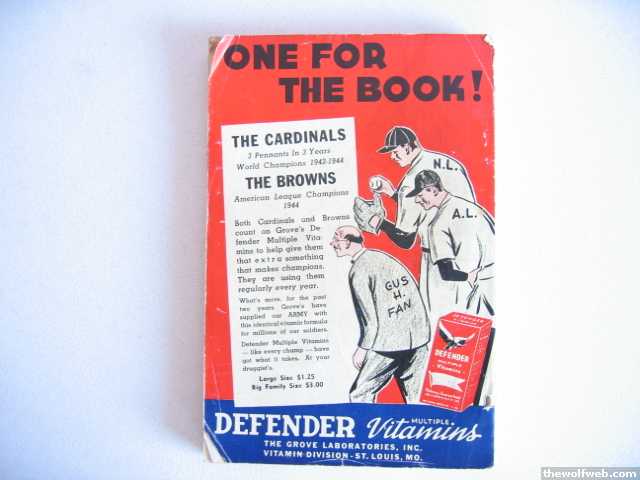 ONE FOR
THE BOOK!
THE CARDINALS
3 Pennants In 3 Years
World Champions 1942-1944
THE BROWNS
American League Champions
1944
Both Cardinals and Browns
count on Grove's De-
fender Multiple Vita-
mins to help give them
that extra something
that makes champions.
They are using them
regularly every year.
What's more, for the past
two years Grove's have
supplied our ARMY with
this identical vitamin formula
for millions of our soldiers.
Defender Multiple Vitamins
— like every champ — have
got what it takes. At your
druggist's.
Large Size $1.25
Big Family Size $3.00
N.L.
A.L.
GUS
H.
FAN
DEFENDER
DEFENDER
MULTIPLE
Vitamins
DEFENDER MULTIPLE Vitamins
THE GROVE LABORATORIES, INC.
VITAMIN DIVISION-ST. LOUIS, MO.
thewolfweb.com